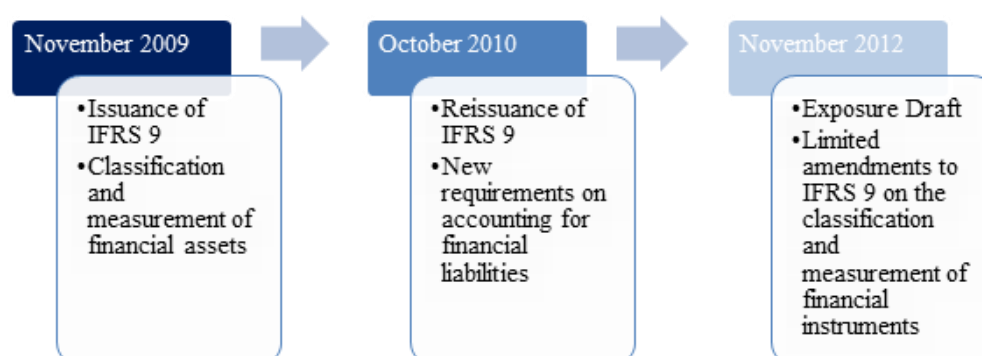 November 2009
•Issuance of
IFRS 9
•Classification
and
measurement of
financial assets
October 2010
•Reissuance of
IFRS 9
•New
requirements on
accounting for
financial
liabilities
November 2012
•Exposure Draft
•Limited
amendments to
IFRS 9 on the
classification
and
measurement of
financial
instruments